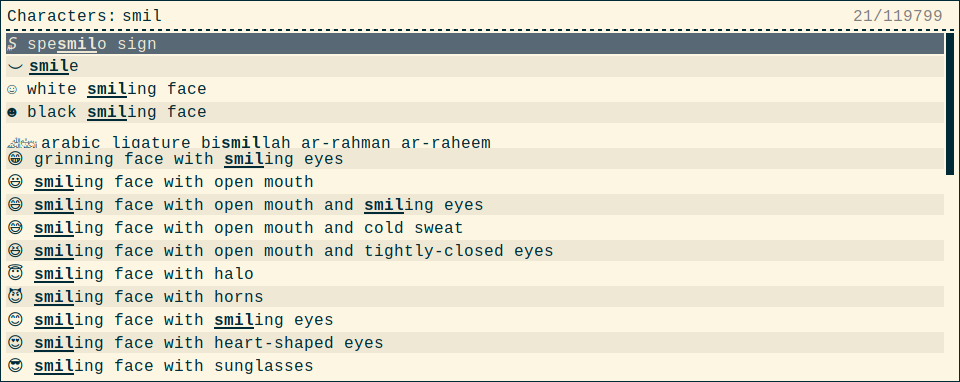 Characters: smil 21/119799
₷ spesmilo sign
⌣ smile
☺ white smiling face
☻ black smiling face
﷽ arabic ligature bismillah ar-rahman ar-raheem
😁 grinning face with smiling eyes
😃 smiling face with open mouth
😄 smiling face with open mouth and smiling eyes
😅 smiling face with open mouth and cold sweat
😆 smiling face with open mouth and tightly-closed eyes
😇 smiling face with halo
😈 smiling face with horns
😊 smiling face with smiling eyes
😍 smiling face with heart-shaped eyes
😎 smiling face with sunglasses